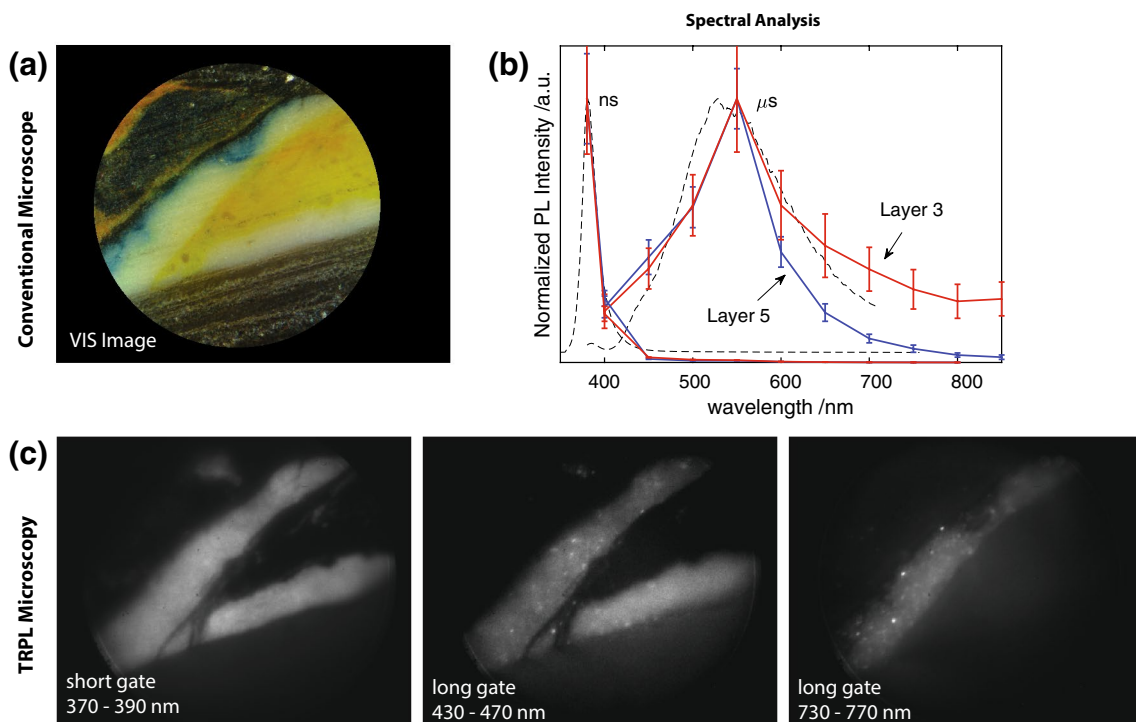 Spectral Analysis
(a)
Conventional Microscope
VIS Image
(b)
Normalized PL Intensity /a.u.
ns
μs
Layer 3
Layer 5
400 500 600 700 800
wavelength /nm
(c)
TRPL Microscopy
short gate
370 - 390 nm
long gate
430 - 470 nm
long gate
730 - 770 nm